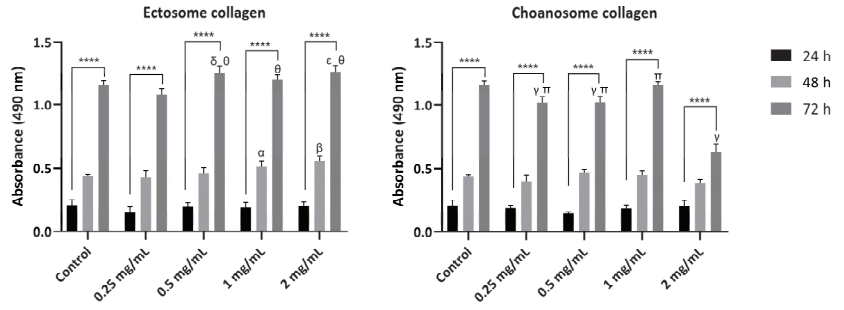 Ectosome collagen
Absorbance (490 nm)
1.5
1.0
0.5
0.0
****
****
****
****
****
δ θ
θ
ε θ
α
β
Control
0.25 mg/mL
0.5 mg/mL
1 mg/mL
2 mg/mL
Choanosome collagen
Absorbance (490 nm)
1.5
1.0
0.5
0.0
****
****
****
****
****
γ π
γ π
π
γ
Control
0.25 mg/mL
0.5 mg/mL
1 mg/mL
2 mg/mL
24 h
48 h
72 h